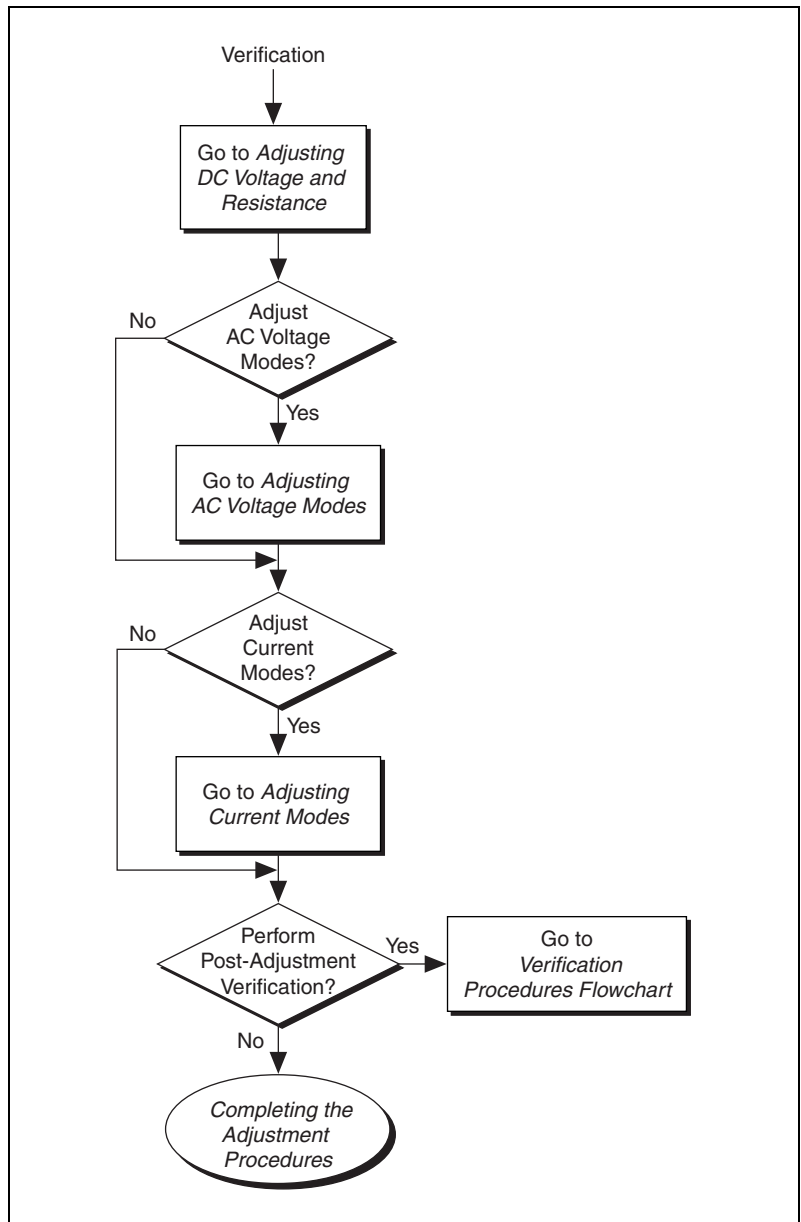 Verification
Go to Adjusting
DC Voltage and
Resistance
Adjust
AC Voltage
Modes?
No
Yes
Go to Adjusting
AC Voltage Modes
Adjust
Current
Modes?
No
Yes
Go to Adjusting
Current Modes
Perform
Post-Adjustment
Verification?
Yes
Go to
Verification
Procedures Flowchart
No
Completing the
Adjustment
Procedures